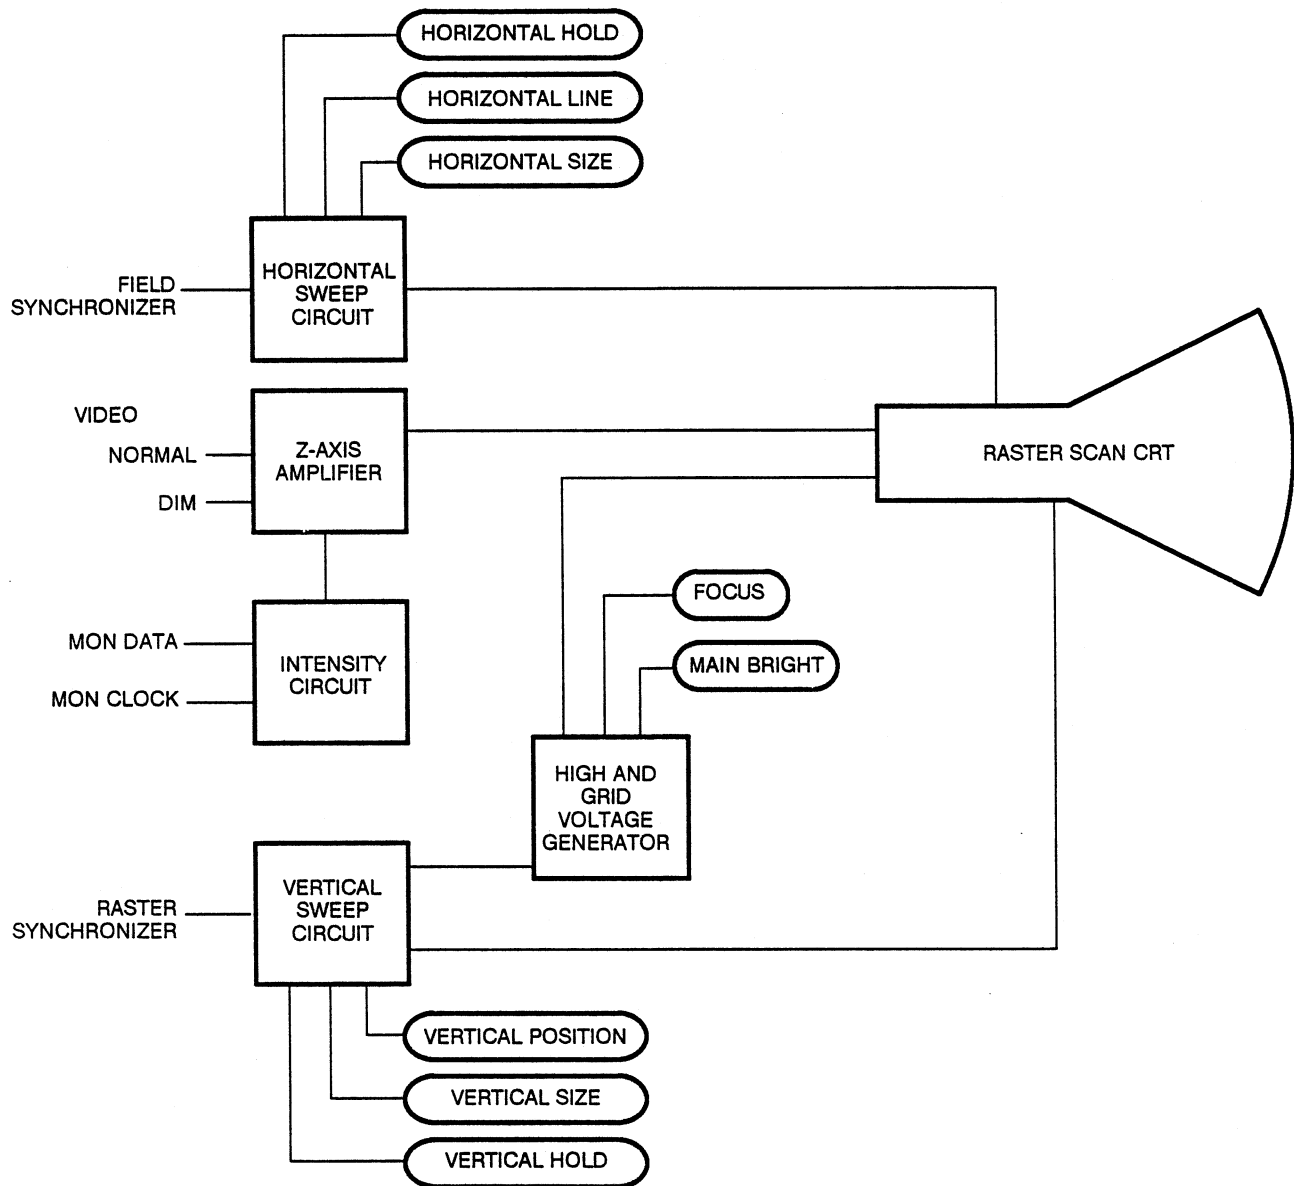 HORIZONTAL HOLD
HORIZONTAL LINE
HORIZONTAL SIZE
FIELD
SYNCHRONIZER
HORIZONTAL
SWEEP
CIRCUIT
VIDEO
NORMAL
DIM
Z-AXIS
AMPLIFIER
RASTER SCAN CRT
MON DATA
MON CLOCK
INTENSITY
CIRCUIT
FOCUS
MAIN BRIGHT
HIGH AND
GRID
VOLTAGE
GENERATOR
RASTER
SYNCHRONIZER
VERTICAL
SWEEP
CIRCUIT
VERTICAL POSITION
VERTICAL SIZE
VERTICAL HOLD